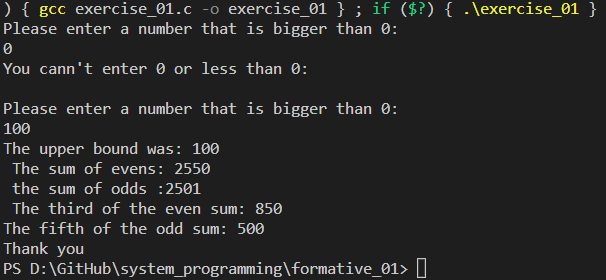 ) { gcc exercise_01.c -o exercise_01 } ; if ($?) { .\exercise_01 }
Please enter a number that is bigger than 0:
0
You cann't enter 0 or less than 0:
Please enter a number that is bigger than 0:
100
The upper bound was: 100
The sum of evens: 2550
the sum of odds :2501
The third of the even sum: 850
The fifth of the odd sum: 500
Thank you
PS D:\GitHub\system_programming\formative_01>